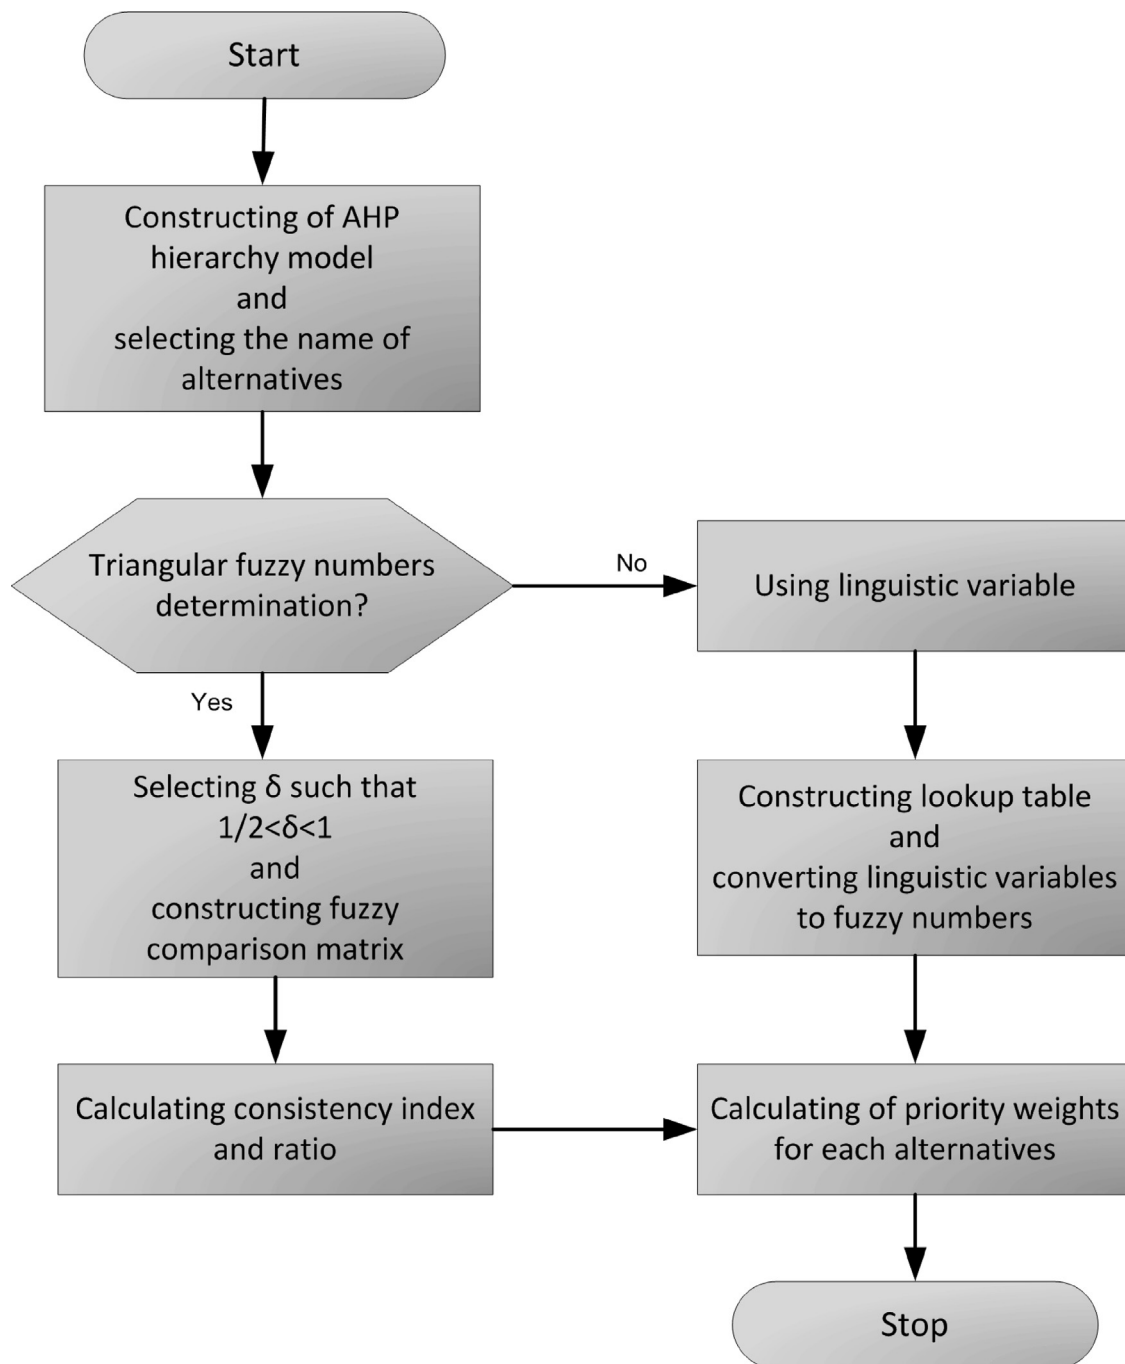 Start
Constructing of AHP
hierarchy model
and
selecting the name of
alternatives
Triangular fuzzy numbers
determination?
No
Using linguistic variable
Yes
Selecting δ such that
1/2<δ<1
and
constructing fuzzy
comparison matrix
Constructing lookup table
and
converting linguistic variables
to fuzzy numbers
Calculating consistency index
and ratio
Calculating of priority weights
for each alternatives
Stop